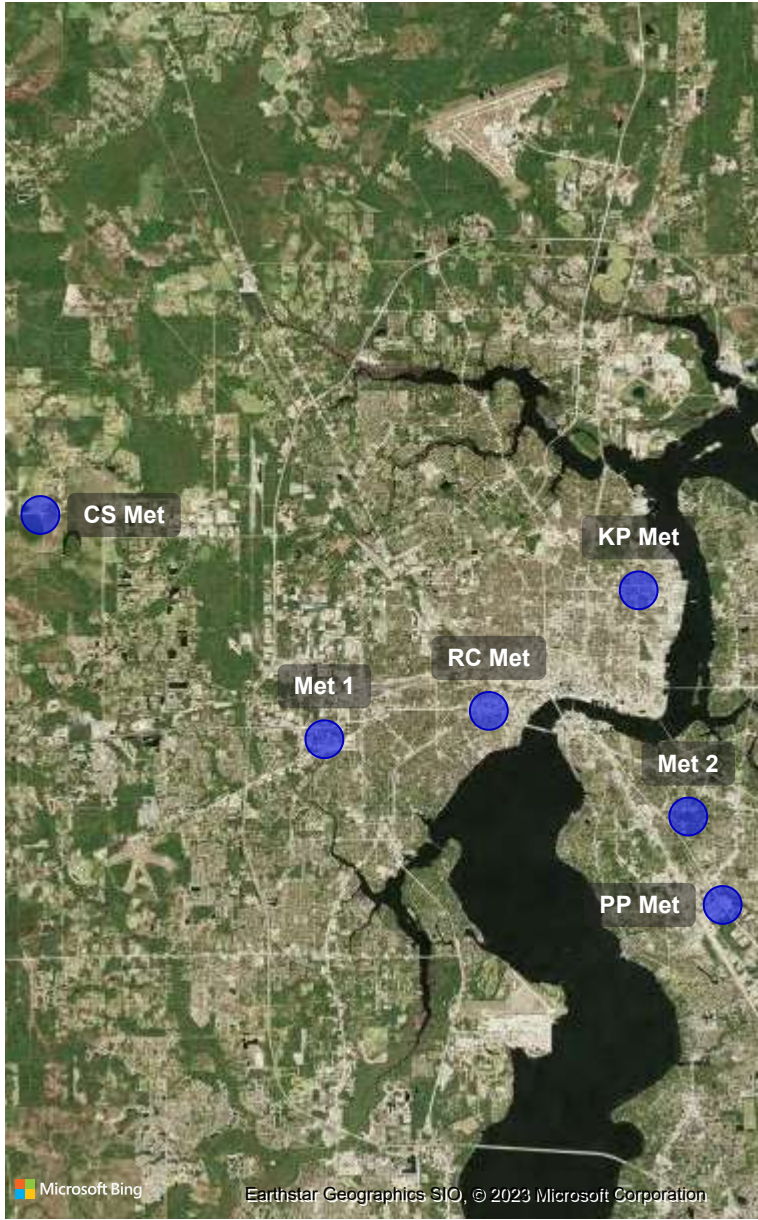 CS Met
KP Met
RC Met
Met 1
Met 2
PP Met
Microsoft Bing
Earthstar Geographics SIO, © 2023 Microsoft Corporation